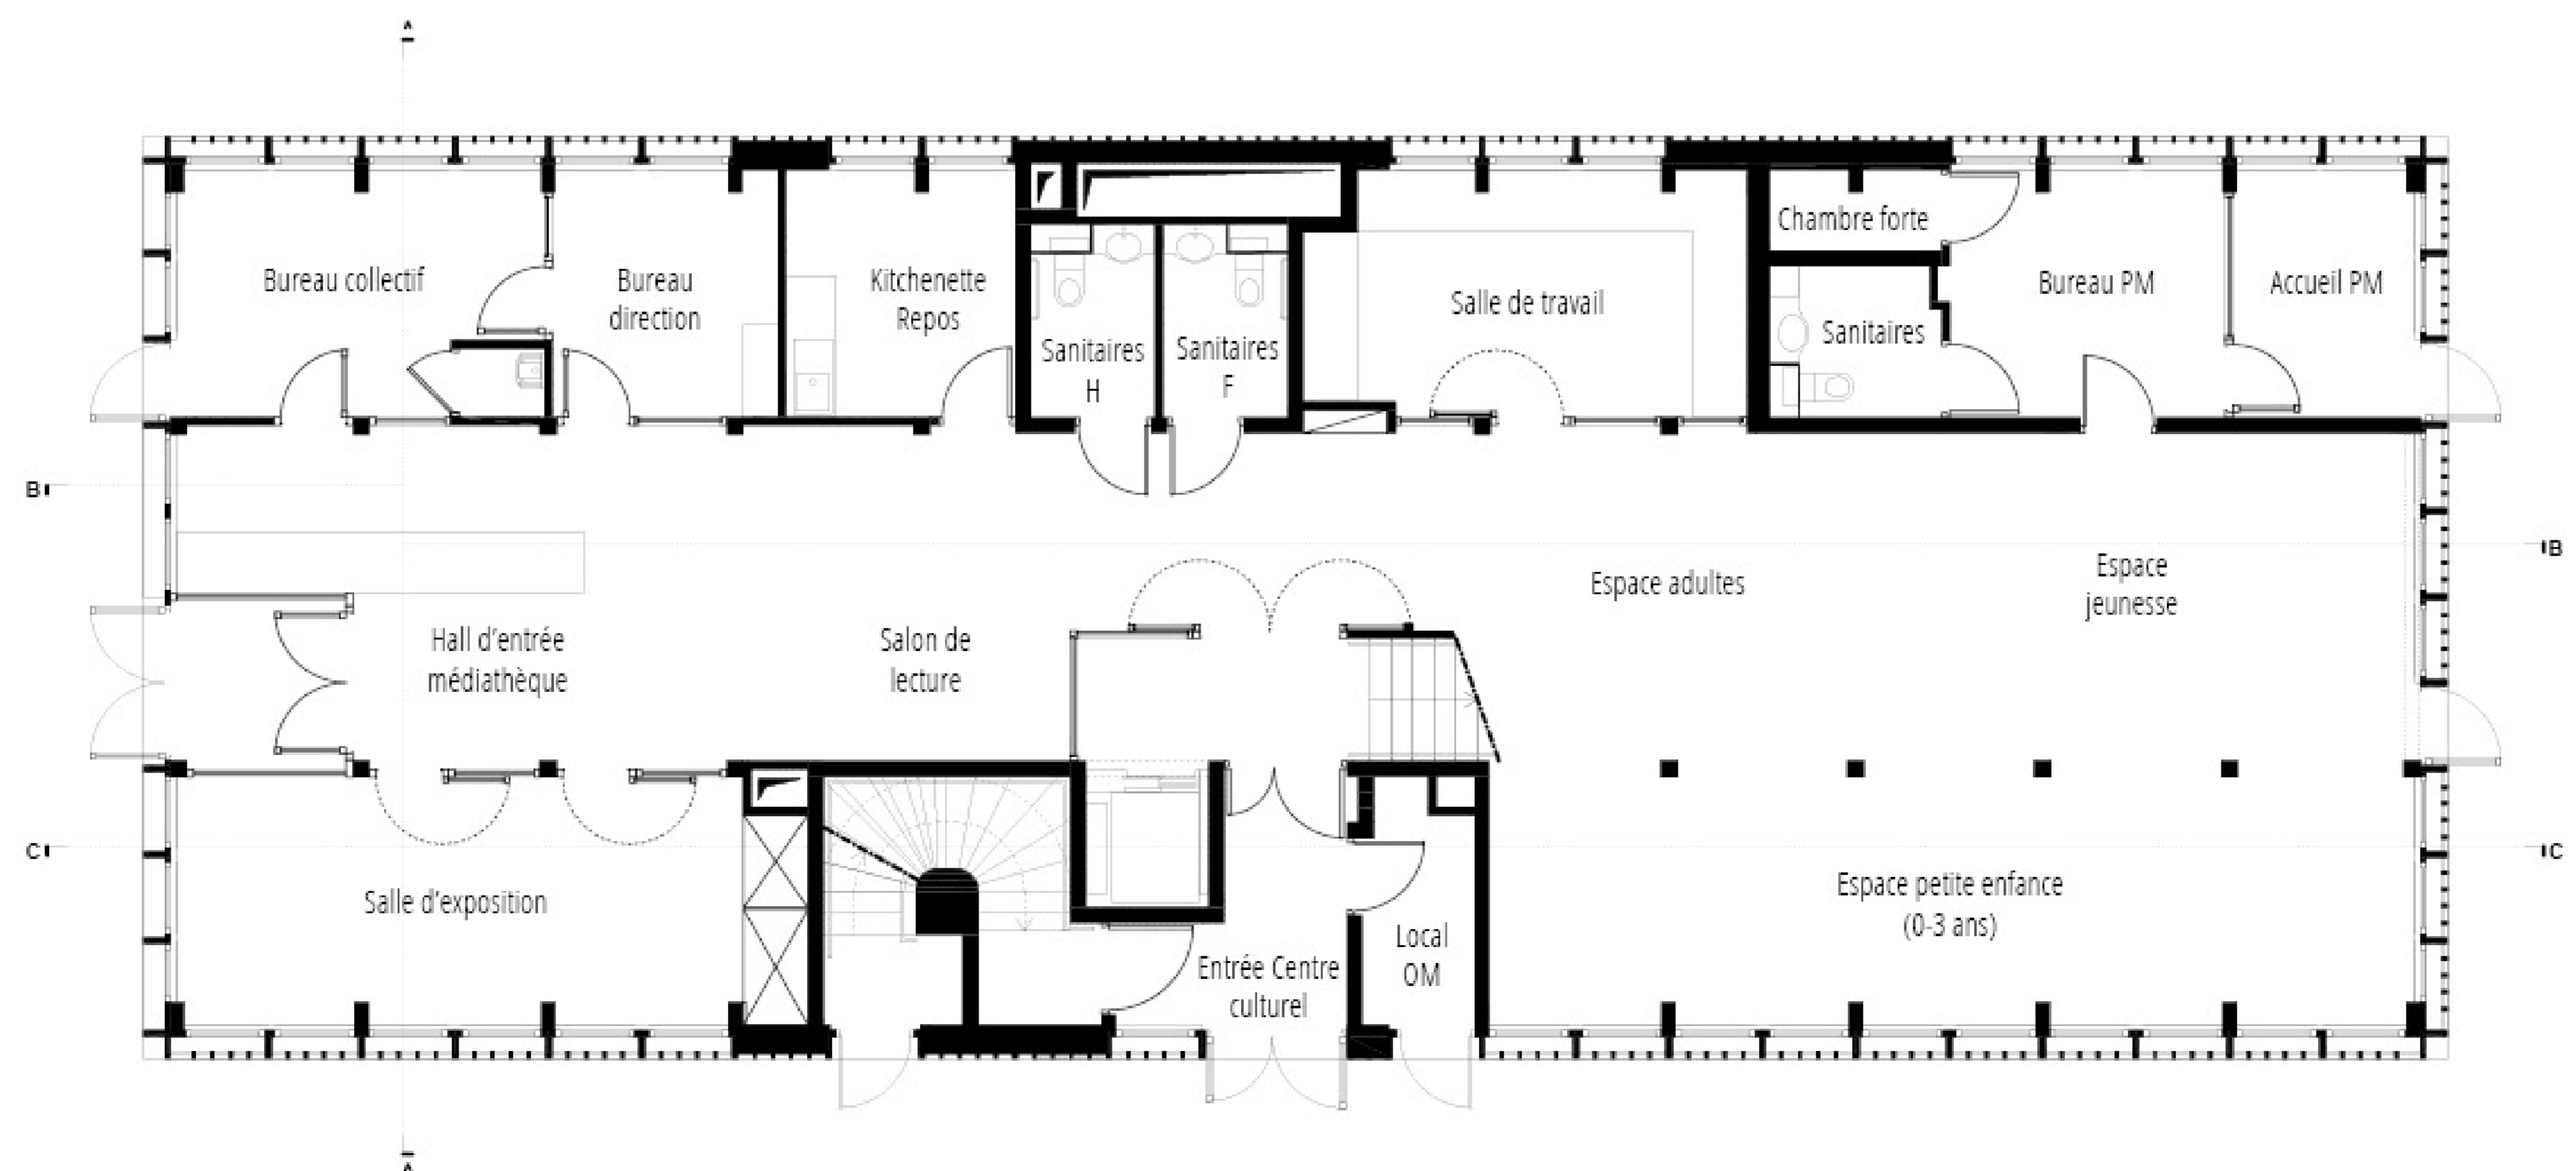 A
Chambre forte
Bureau collectif
Bureau
direction
Kitchenette
Repos
Bureau PM
Accueil PM
Salle de travail
Sanitaires
Sanitaires
H
Sanitaires
F
B
B
Espace adultes
Espace
jeunesse
Hall d'entrée
médiathèque
Salon de
lecture
C
C
Salle d'exposition
Espace petite enfance
(0-3 ans)
Local
OM
Entrée Centre
culturel
A